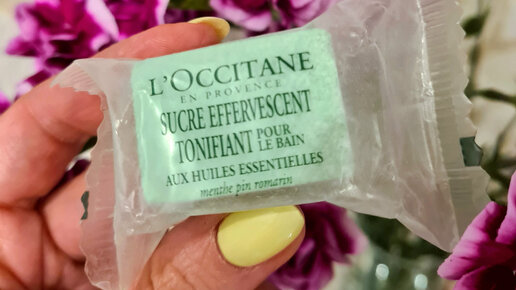 L'OCCITANE
EN PROVENCE
SUCRE EFFERVESCENT
TONIFIANT POUR LE BAIN
AUX HUILES ESSENTIELLES
menthe pin romarin